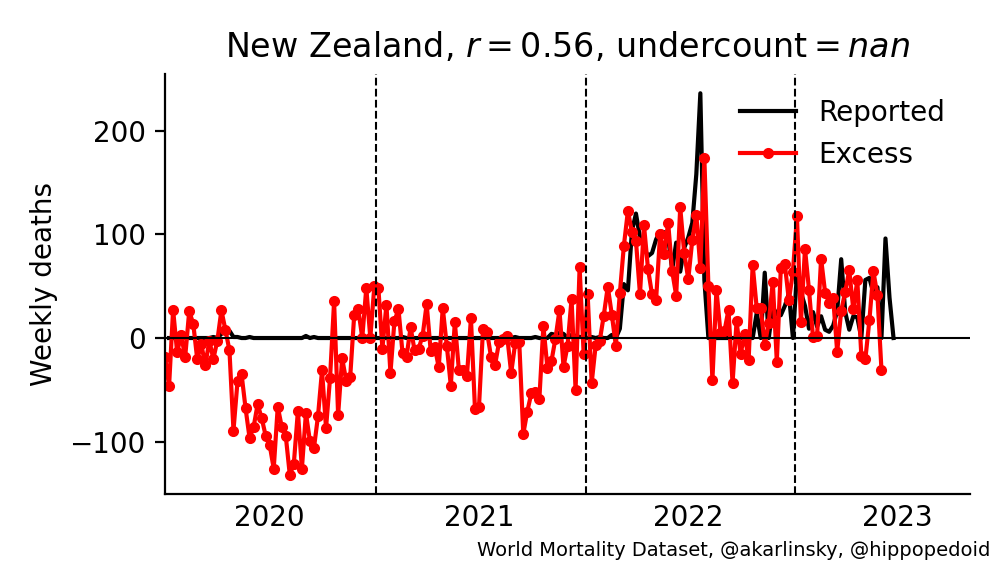 New Zealand, r = 0.56, undercount = nan
Reported
Excess
Weekly deaths
200
100
0
−100
2020 2021 2022 2023
World Mortality Dataset, @akarlinsky, @hippopedoid